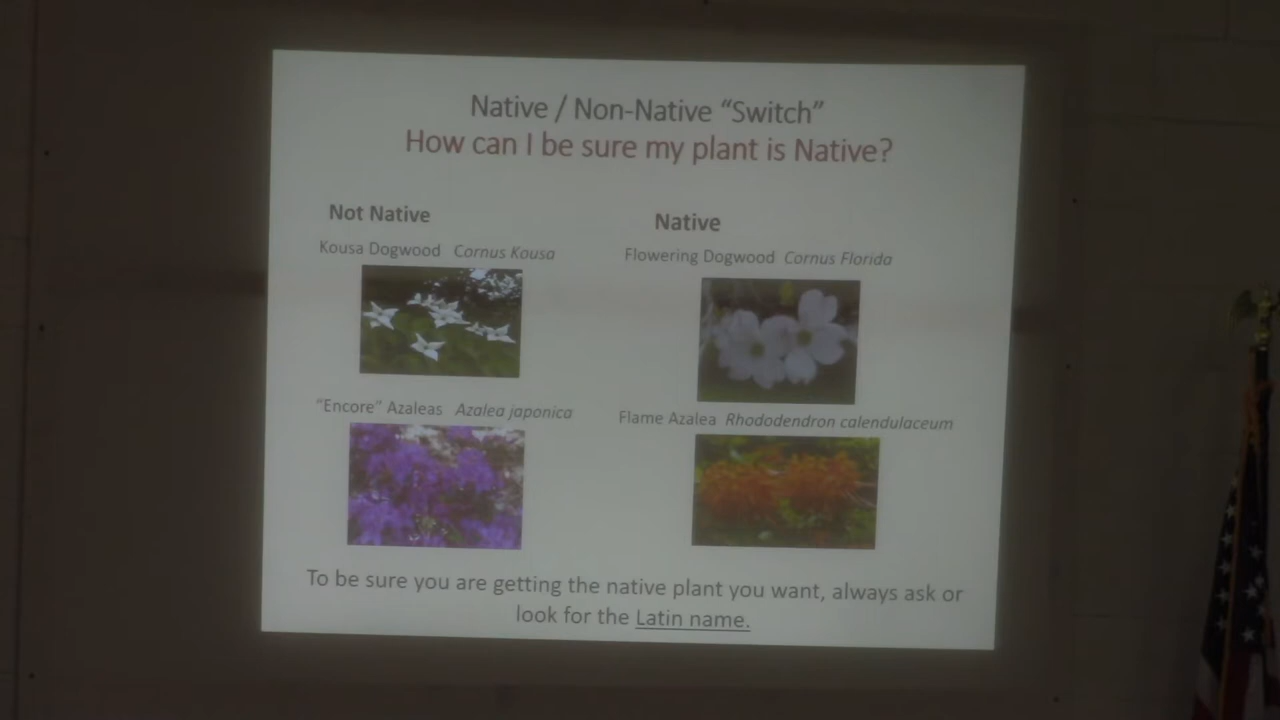 Native / Non-Native “Switch”
How can I be sure my plant is Native?
Not Native
Native
Kousa Dogwood Cornus Kousa
Flowering Dogwood Cornus Florida
“Encore” Azaleas Azalea japonica
Flame Azalea Rhododendron calendulaceum
To be sure you are getting the native plant you want, always ask or
look for the Latin name.